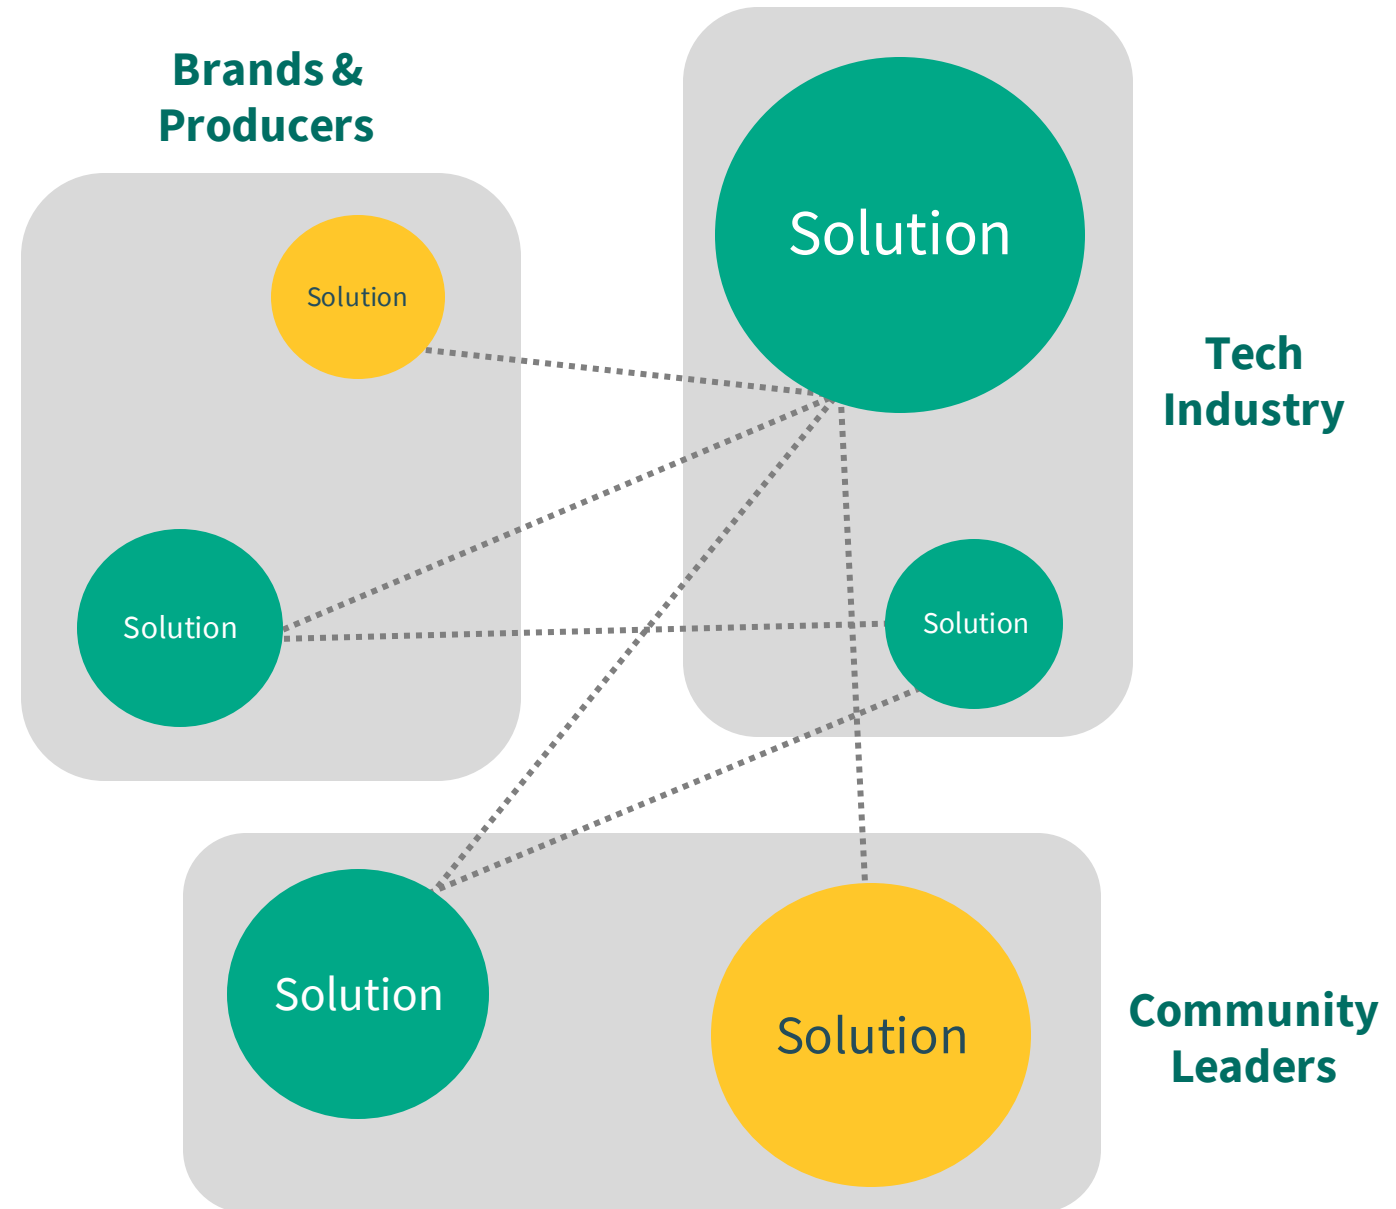 Brands &
Producers
Solution
Solution
Solution
Solution
Tech
Industry
Solution
Solution
Community
Leaders